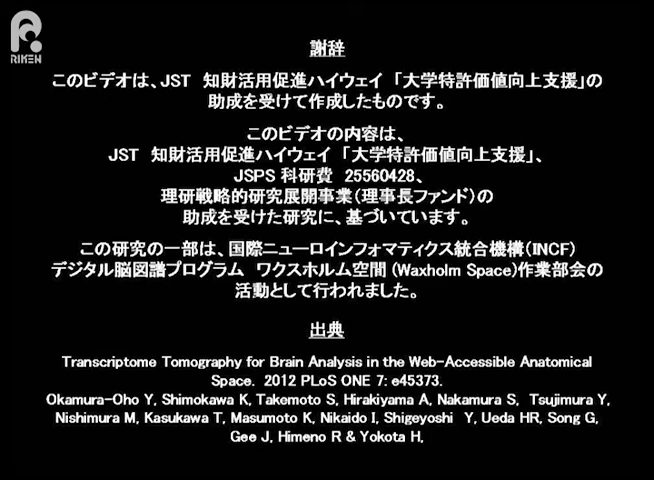 RIKEN
謝辞
このビデオは、JST　知財活用促進ハイウェイ　「大学特許価値向上支援」の
助成を受けて作成したものです。
このビデオの内容は、
JST　知財活用促進ハイウェイ　「大学特許価値向上支援」、
JSPS 科研費　25560428、
理研戦略的研究展開事業（理事長ファンド）の
助成を受けた研究に、基づいています。
この研究の一部は、国際ニューロインフォマティクス統合機構（INCF）
デジタル脳図譜プログラム　ワクスホルム空間 (Waxholm Space)作業部会の
活動として行われました。
出典
Transcriptome Tomography for Brain Analysis in the Web-Accessible Anatomical
Space.  2012 PLoS ONE 7: e45373.
Okamura-Oho Y, Shimokawa K, Takemoto S, Hirakiyama A, Nakamura S,  Tsujimura Y,
Nishimura M, Kasukawa T, Masumoto K, Nikaido I, Shigeyoshi  Y, Ueda HR, Song G,
Gee J, Himeno R & Yokota H,